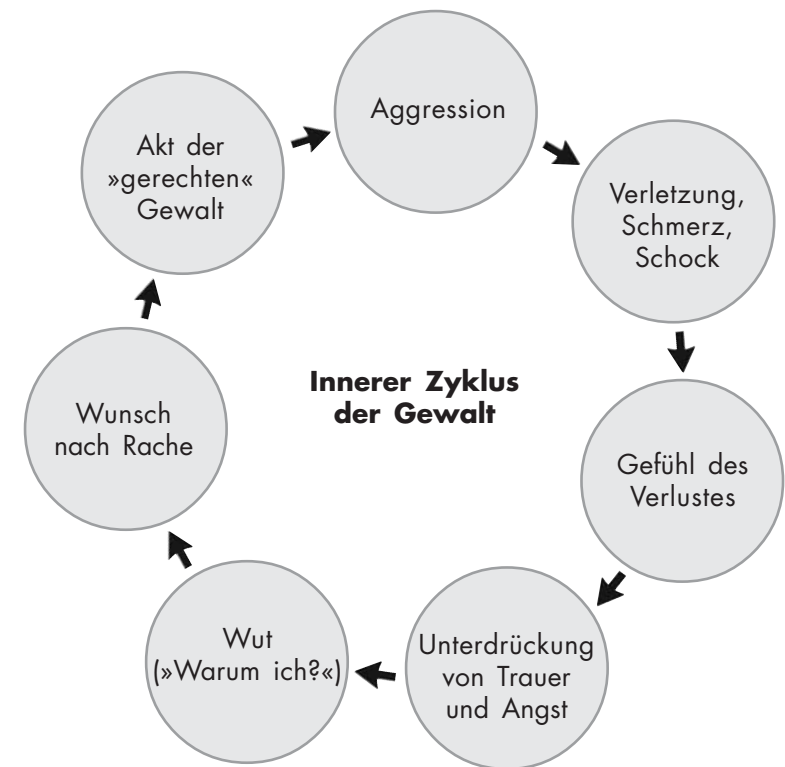 Aggression
Verletzung,
Schmerz,
Schock
Gefühl des
Verlustes
Unterdrückung
von Trauer
und Angst
Wut
(»Warum ich?«)
Wunsch
nach Rache
Akt der
»gerechten«
Gewalt
Innerer Zyklus
der Gewalt